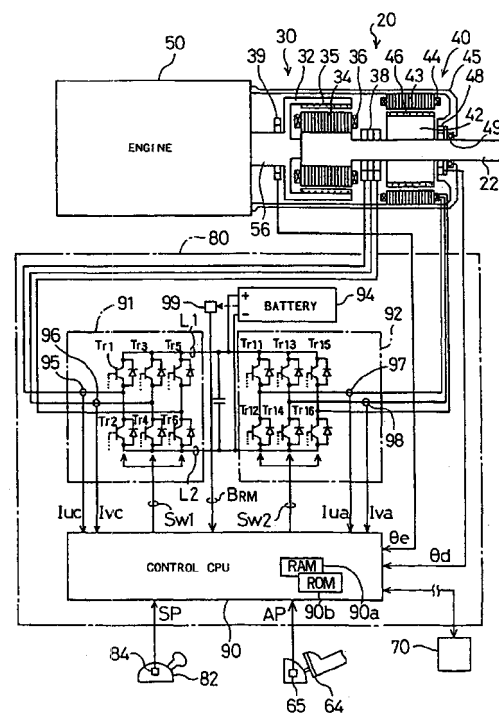 20
50
30
40
39
32
35
34
36
38
46
43
44
45
48
42
49
ENGINE
56
22
80
99
BATTERY
94
91
L1
92
96
95
Tr1
Tr3
Tr5
Tr11
Tr13
Tr15
97
Tr2
Tr4
Tr6
Tr12
Tr14
Tr16
98
L2
Iuc
Ivc
Sw1
BRM
Sw2
Iua
Iva
θe
θd
CONTROL CPU
RAM
ROM
90a
90b
SP
90
AP
84
82
65
64
70